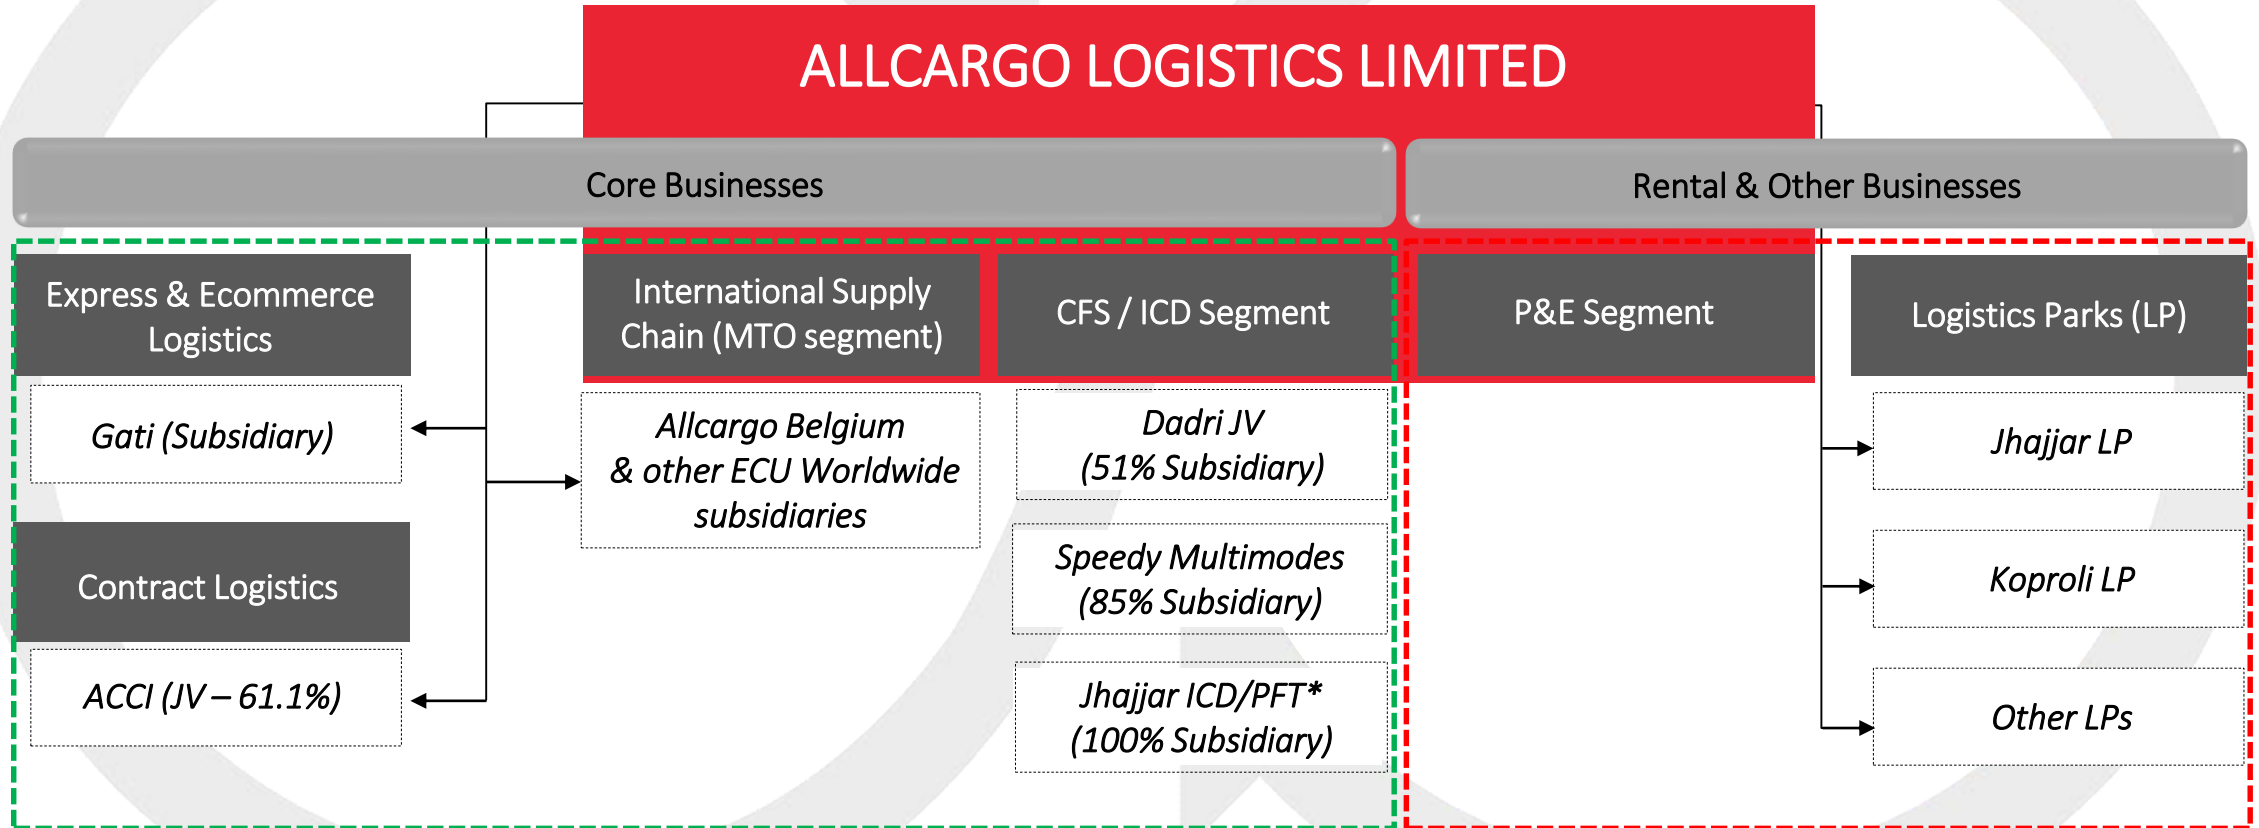 ALLCARGO LOGISTICS LIMITED
Core Businesses
Rental & Other Businesses
Express & Ecommerce
Logistics
Gati (Subsidiary)
Contract Logistics
ACCI (JV – 61.1%)
International Supply
Chain (MTO segment)
Allcargo Belgium
& other ECU Worldwide
subsidiaries
CFS / ICD Segment
Dadri JV
(51% Subsidiary)
Speedy Multimodes
(85% Subsidiary)
Jhajjar ICD/PFT*
(100% Subsidiary)
P&E Segment
Logistics Parks (LP)
Jhajjar LP
Koproli LP
Other LPs